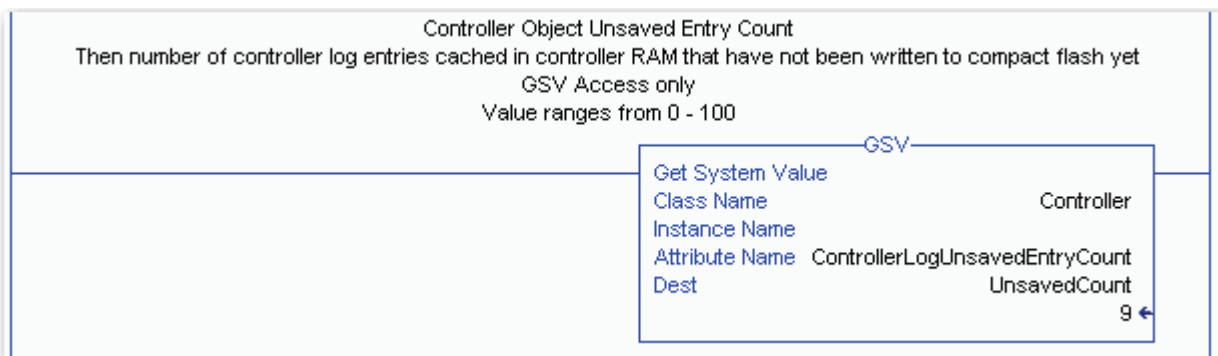 Controller Object Unsaved Entry Count
Then number of controller log entries cached in controller RAM that have not been written to compact flash yet
GSV Access only
Value ranges from 0 - 100
GSV
Get System Value
Class Name Controller
Instance Name
Attribute Name ControllerLogUnsavedEntryCount
Dest UnsavedCount
9